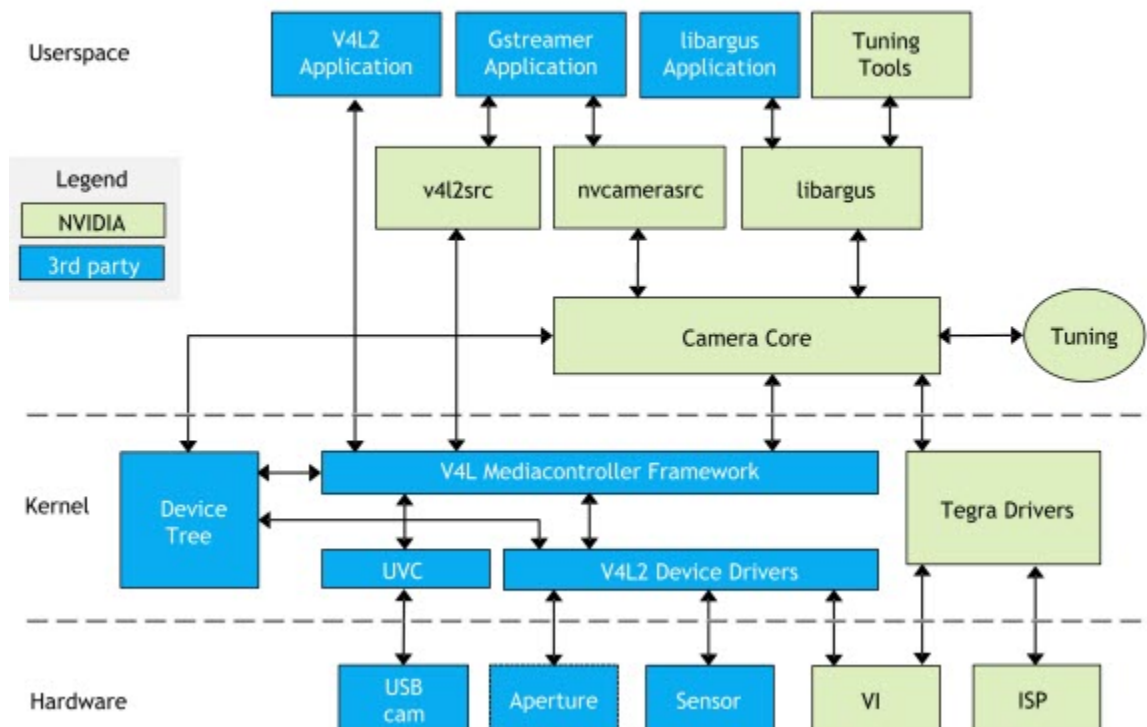 Userspace
V4L2
Application
Gstreamer
Application
libargus
Application
Tuning
Tools
Legend
NVIDIA
3rd party
v4l2src
nvcamerasrc
libargus
Camera Core
Tuning
Kernel
Device
Tree
V4L Mediacontroller Framework
UVC
V4L2 Device Drivers
Tegra Drivers
Hardware
USB
cam
Aperture
Sensor
VI
ISP